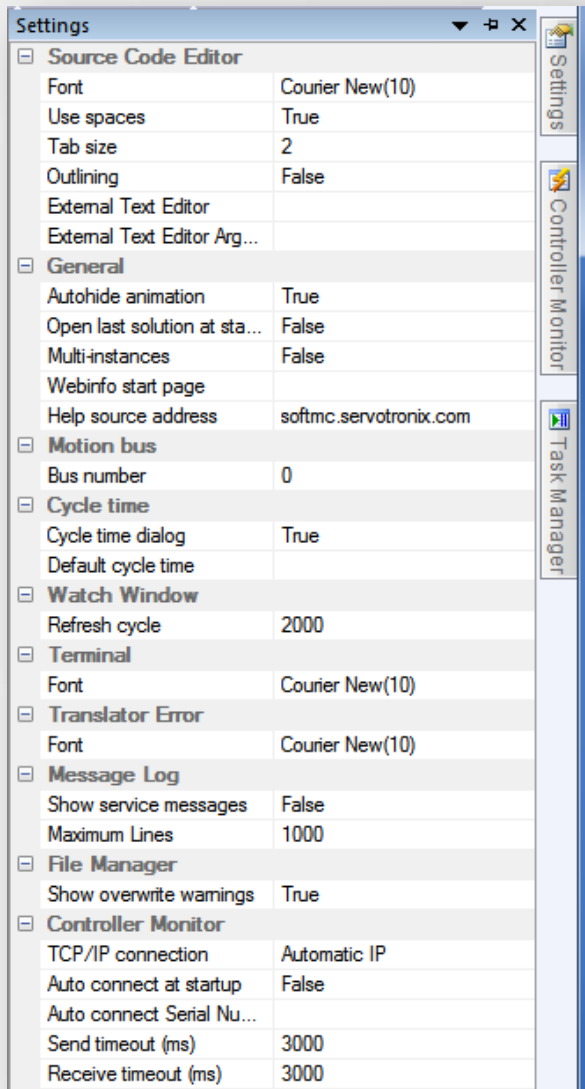 Settings
Source Code Editor
Font Courier New(10)
Use spaces True
Tab size 2
Outlining False
External Text Editor
External Text Editor Arg...
General
Autohide animation True
Open last solution at sta... False
Multi-instances False
Webinfo start page
Help source address softmc.servotronix.com
Motion bus
Bus number 0
Cycle time
Cycle time dialog True
Default cycle time
Watch Window
Refresh cycle 2000
Terminal
Font Courier New(10)
Translator Error
Font Courier New(10)
Message Log
Show service messages False
Maximum Lines 1000
File Manager
Show overwrite warnings True
Controller Monitor
TCP/IP connection Automatic IP
Auto connect at startup False
Auto connect Serial Nu...
Send timeout (ms) 3000
Receive timeout (ms) 3000
Settings
Controller Monitor
Task Manager